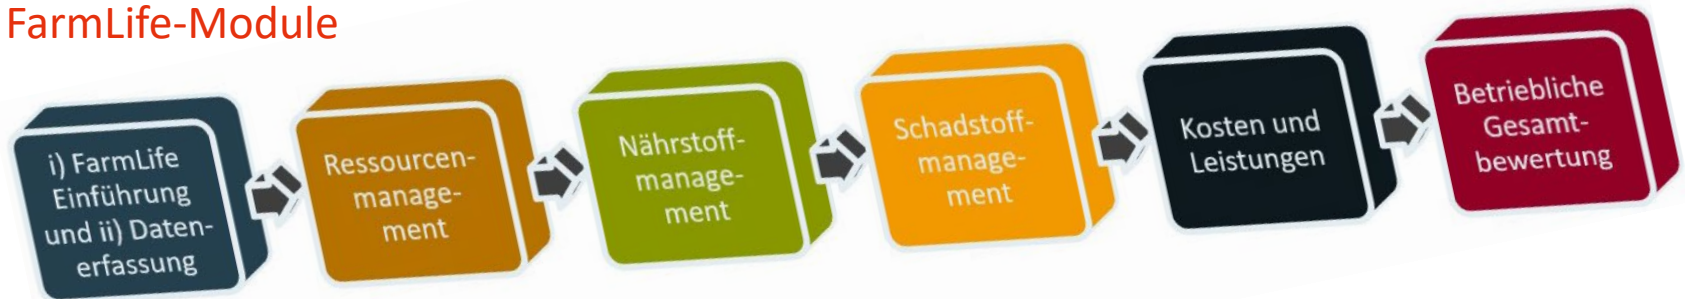 FarmLife-Module
i) FarmLife
Einführung
und ii) Daten-
erfassung
Ressourcen-
manage-
ment
Nährstoff-
manage-
ment
Schadstoff-
manage-
ment
Kosten und
Leistungen
Betriebliche
Gesamt-
bewertung